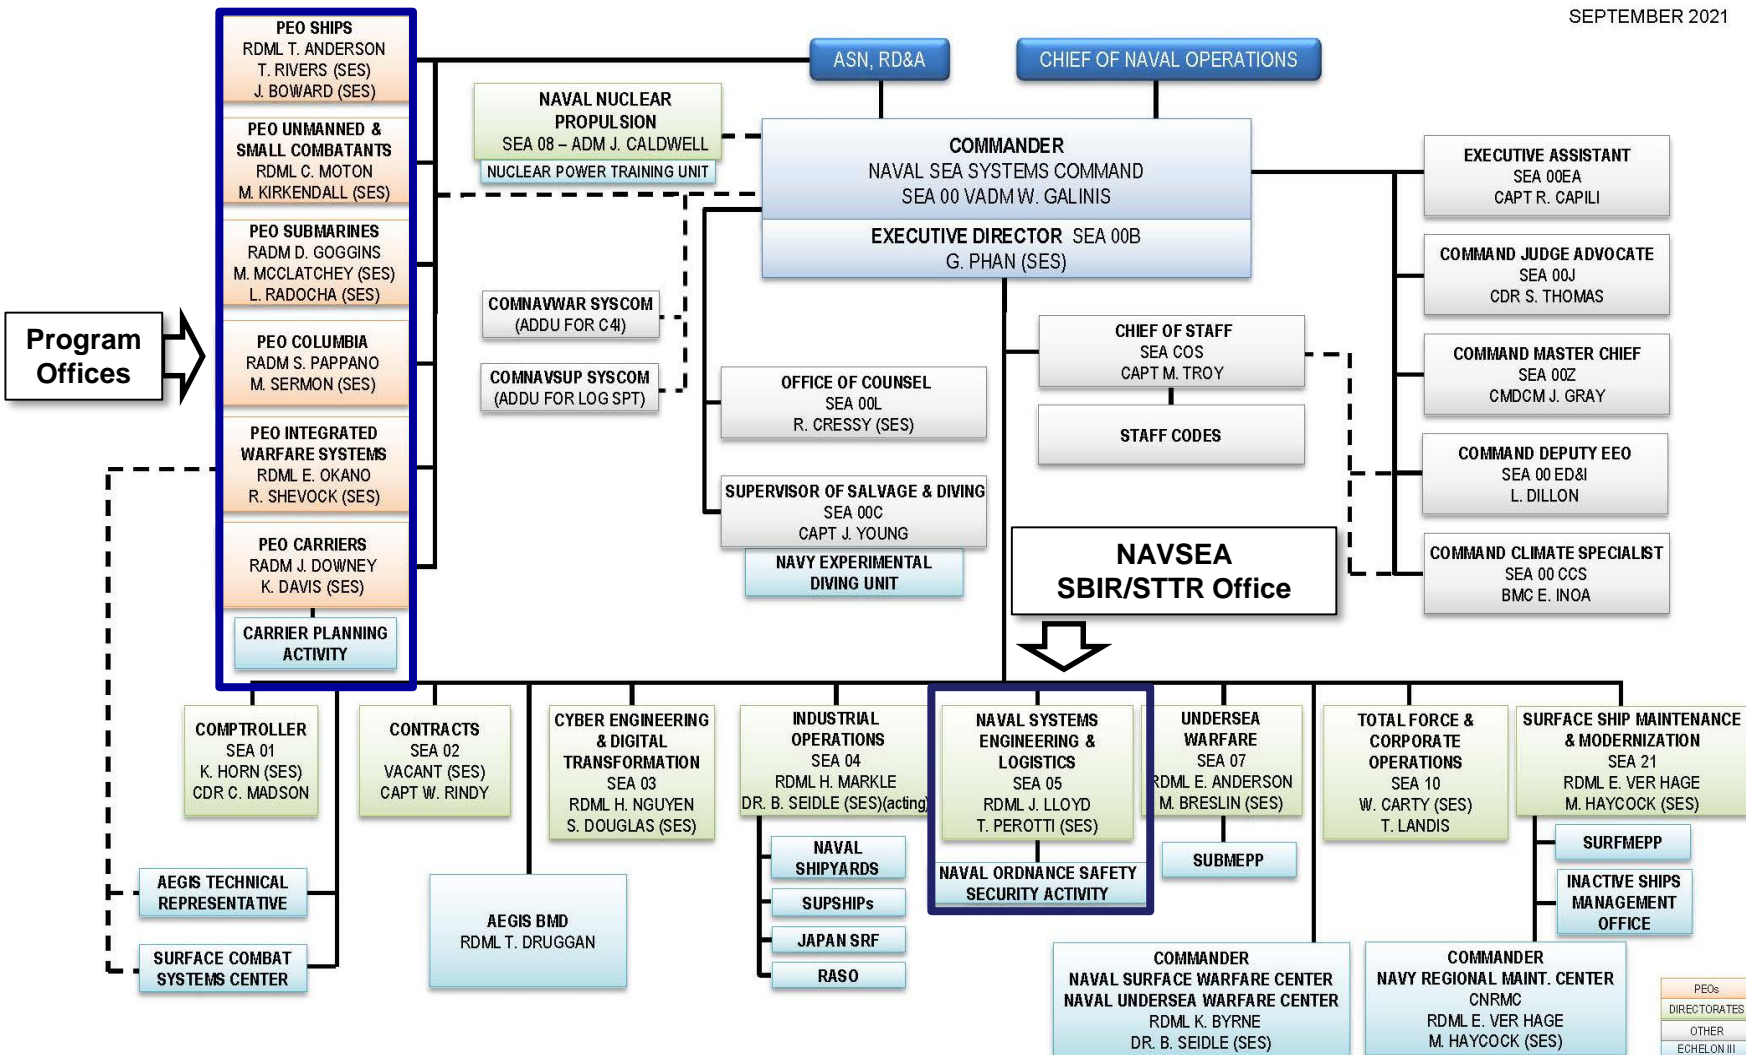 SEPTEMBER 2021
PEO SHIPS
RDML T. ANDERSON
T. RIVERS (SES)
J. BOWARD (SES)
PEO UNMANNED &
SMALL COMBATANTS
RDML C. MOTON
M. KIRKENDALL (SES)
PEO SUBMARINES
RADM D. GOGGINS
M. MCCLATCHEY (SES)
L. RADOCHA (SES)
PEO COLUMBIA
RADM S. PAPPANO
M. SERMON (SES)
PEO INTEGRATED
WARFARE SYSTEMS
RDML E. OKANO
R. SHEVOCK (SES)
PEO CARRIERS
RADM J. DOWNEY
K. DAVIS (SES)
CARRIER PLANNING
ACTIVITY
Program
Offices
ASN, RD&A
CHIEF OF NAVAL OPERATIONS
NAVAL NUCLEAR
PROPULSION
SEA 08 – ADM J. CALDWELL
NUCLEAR POWER TRAINING UNIT
COMMANDER
NAVAL SEA SYSTEMS COMMAND
SEA 00 VADM W. GALINIS
EXECUTIVE DIRECTOR SEA 00B
G. PHAN (SES)
COMNAVWAR SYSCOM
(ADDU FOR C4I)
COMNAVSUP SYSCOM
(ADDU FOR LOG SPT)
OFFICE OF COUNSEL
SEA 00L
R. CRESSY (SES)
SUPERVISOR OF SALVAGE & DIVING
SEA 00C
CAPT J. YOUNG
NAVY EXPERIMENTAL
DIVING UNIT
CHIEF OF STAFF
SEA COS
CAPT M. TROY
STAFF CODES
EXECUTIVE ASSISTANT
SEA 00EA
CAPT R. CAPILI
COMMAND JUDGE ADVOCATE
SEA 00J
CDR S. THOMAS
COMMAND MASTER CHIEF
SEA 00Z
CMDCM J. GRAY
COMMAND DEPUTY EEO
SEA 00 ED&I
L. DILLON
COMMAND CLIMATE SPECIALIST
SEA 00 CCS
BMC E. INOA
NAVSEA
SBIR/STTR Office
COMPTROLLER
SEA 01
K. HORN (SES)
CDR C. MADSON
CONTRACTS
SEA 02
VACANT (SES)
CAPT W. RINDY
CYBER ENGINEERING
& DIGITAL
TRANSFORMATION
SEA 03
RDML H. NGUYEN
S. DOUGLAS (SES)
INDUSTRIAL
OPERATIONS
SEA 04
RDML H. MARKLE
DR. B. SEIDLE (SES)(acting)
NAVAL SYSTEMS
ENGINEERING &
LOGISTICS
SEA 05
RDML J. LLOYD
T. PEROTTI (SES)
UNDERSEA
WARFARE
SEA 07
RDML E. ANDERSON
M. BRESLIN (SES)
TOTAL FORCE &
CORPORATE
OPERATIONS
SEA 10
W. CARTY (SES)
T. LANDIS
SURFACE SHIP MAINTENANCE
& MODERNIZATION
SEA 21
RDML E. VER HAGE
M. HAYCOCK (SES)
AEGIS TECHNICAL
REPRESENTATIVE
SURFACE COMBAT
SYSTEMS CENTER
AEGIS BMD
RDML T. DRUGGAN
NAVAL
SHIPYARDS
SUPSHIPs
JAPAN SRF
RASO
NAVAL ORDNANCE SAFETY
SECURITY ACTIVITY
SUBMEPP
SURFMEPP
INACTIVE SHIPS
MANAGEMENT
OFFICE
COMMANDER
NAVAL SURFACE WARFARE CENTER
NAVAL UNDERSEA WARFARE CENTER
RDML K. BYRNE
DR. B. SEIDLE (SES)
COMMANDER
NAVY REGIONAL MAINT. CENTER
CNRMC
RDML E. VER HAGE
M. HAYCOCK (SES)
PEOs
DIRECTORATES
OTHER
ECHELON III